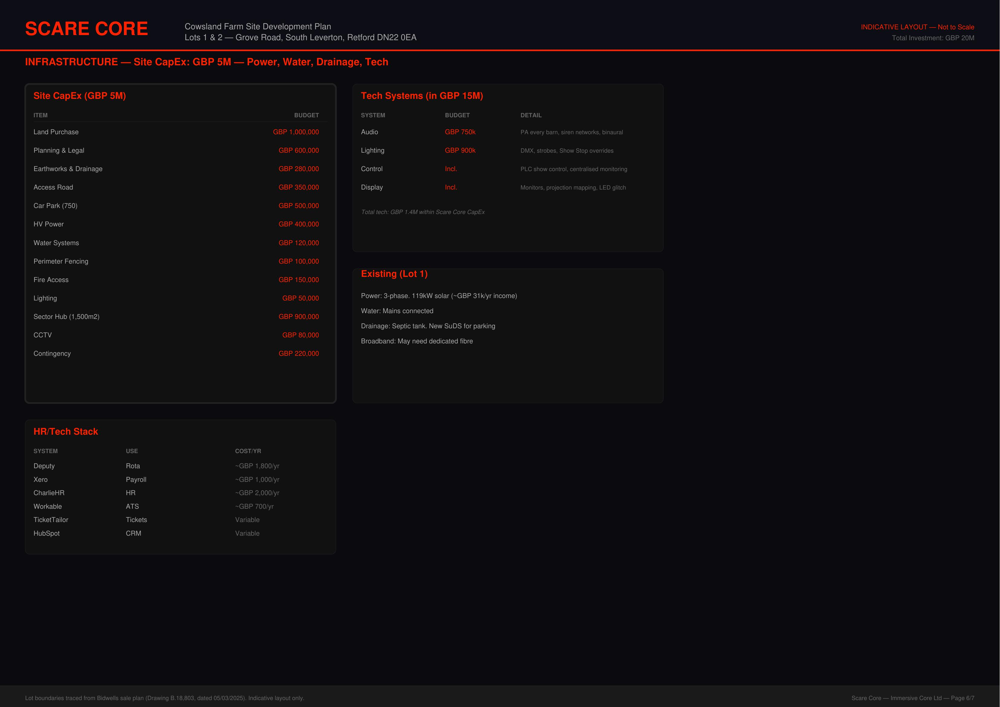 SCARE CORE
Cowsland Farm Site Development Plan
Lots 1 & 2 — Grove Road, South Leverton, Retford DN22 0EA
INDICATIVE LAYOUT — Not to Scale
Total Investment: GBP 20M
INFRASTRUCTURE — Site CapEx: GBP 5M — Power, Water, Drainage, Tech
Site CapEx (GBP 5M)
ITEM BUDGET
Land Purchase GBP 1,000,000
Planning & Legal GBP 600,000
Earthworks & Drainage GBP 280,000
Access Road GBP 350,000
Car Park (750) GBP 500,000
HV Power GBP 400,000
Water Systems GBP 120,000
Perimeter Fencing GBP 100,000
Fire Access GBP 150,000
Lighting GBP 50,000
Sector Hub (1,500m2) GBP 900,000
CCTV GBP 80,000
Contingency GBP 220,000
Tech Systems (in GBP 15M)
SYSTEM BUDGET DETAIL
Audio GBP 750k PA every barn, siren networks, binaural
Lighting GBP 900k DMX, strobes, Show Stop overrides
Control Incl. PLC show control, centralised monitoring
Display Incl. Monitors, projection mapping, LED glitch
Total tech: GBP 1.4M within Scare Core CapEx
Existing (Lot 1)
Power: 3-phase. 119kW solar (~GBP 31k/yr income)
Water: Mains connected
Drainage: Septic tank. New SuDS for parking
Broadband: May need dedicated fibre
HR/Tech Stack
SYSTEM USE COST/YR
Deputy Rota ~GBP 1,800/yr
Xero Payroll ~GBP 1,000/yr
CharlieHR HR ~GBP 2,000/yr
Workable ATS ~GBP 700/yr
TicketTailor Tickets Variable
HubSpot CRM Variable
Lot boundaries traced from Bidwells sale plan (Drawing B.18,803, dated 05/03/2025). Indicative layout only.
Scare Core — Immersive Core Ltd — Page 6/7